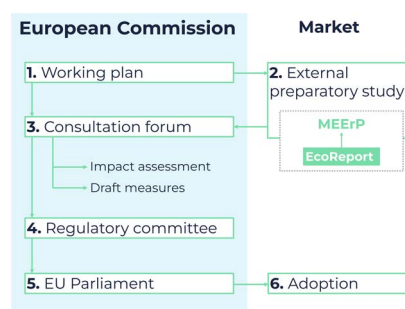 European Commission
Market
1. Working plan
2. External
preparatory study
3. Consultation forum
MEErP
EcoReport
Impact assessment
Draft measures
4. Regulatory committee
5. EU Parliament
6. Adoption